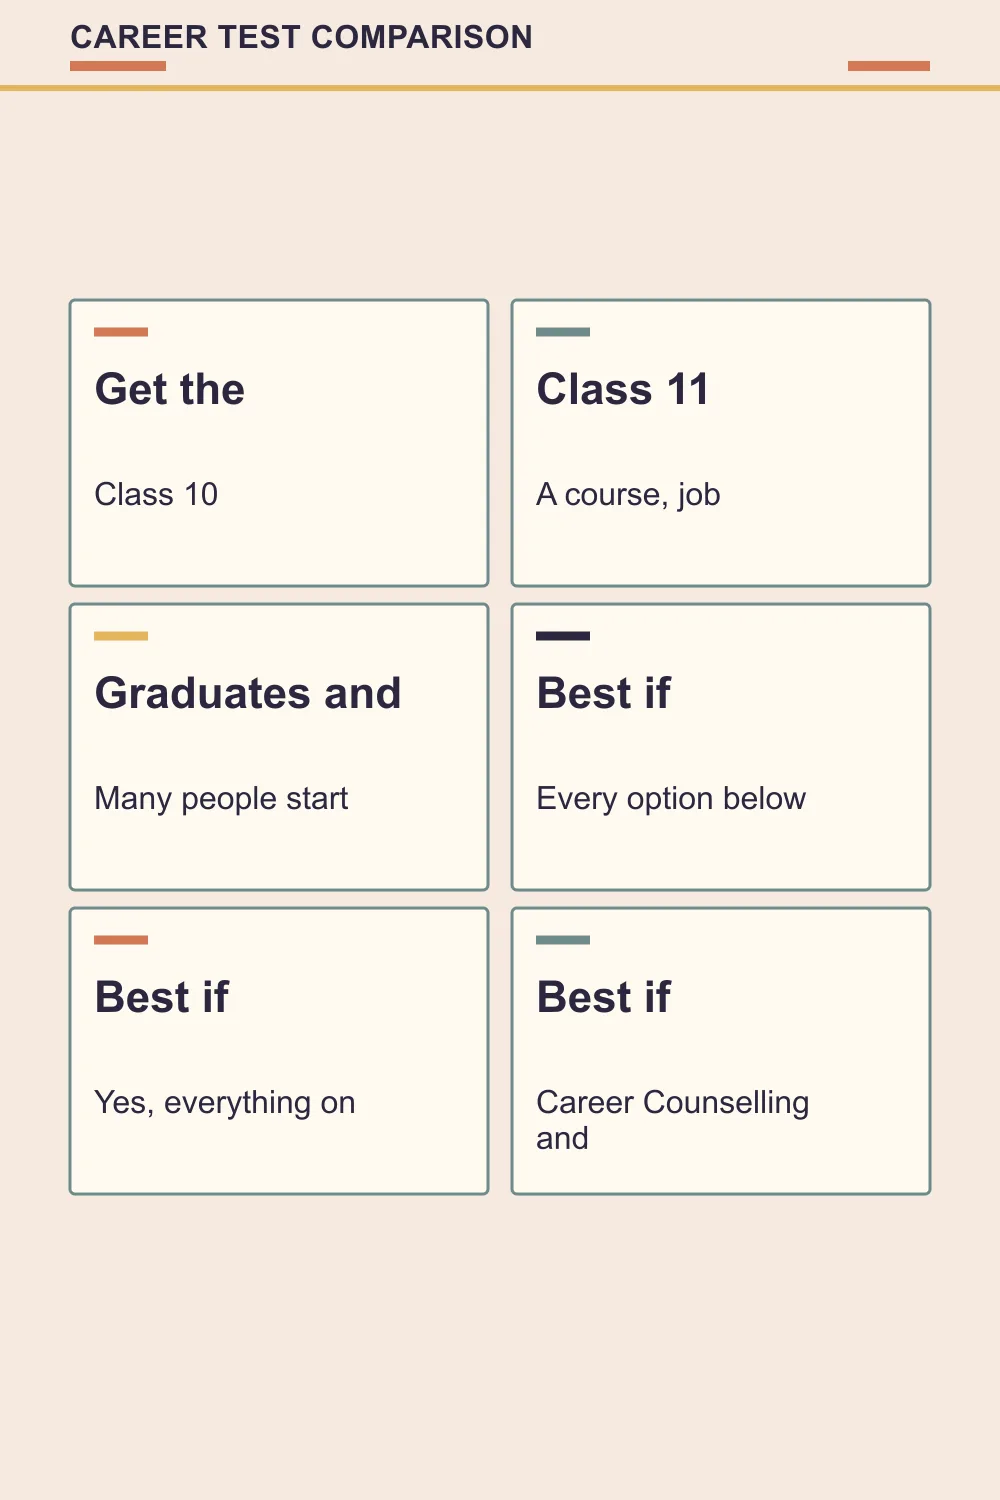 CAREER TEST COMPARISON
Get the
Class 10
Class 11
A course, job
Graduates and
Many people start
Best if
Every option below
Best if
Yes, everything on
Best if
Career Counselling
and